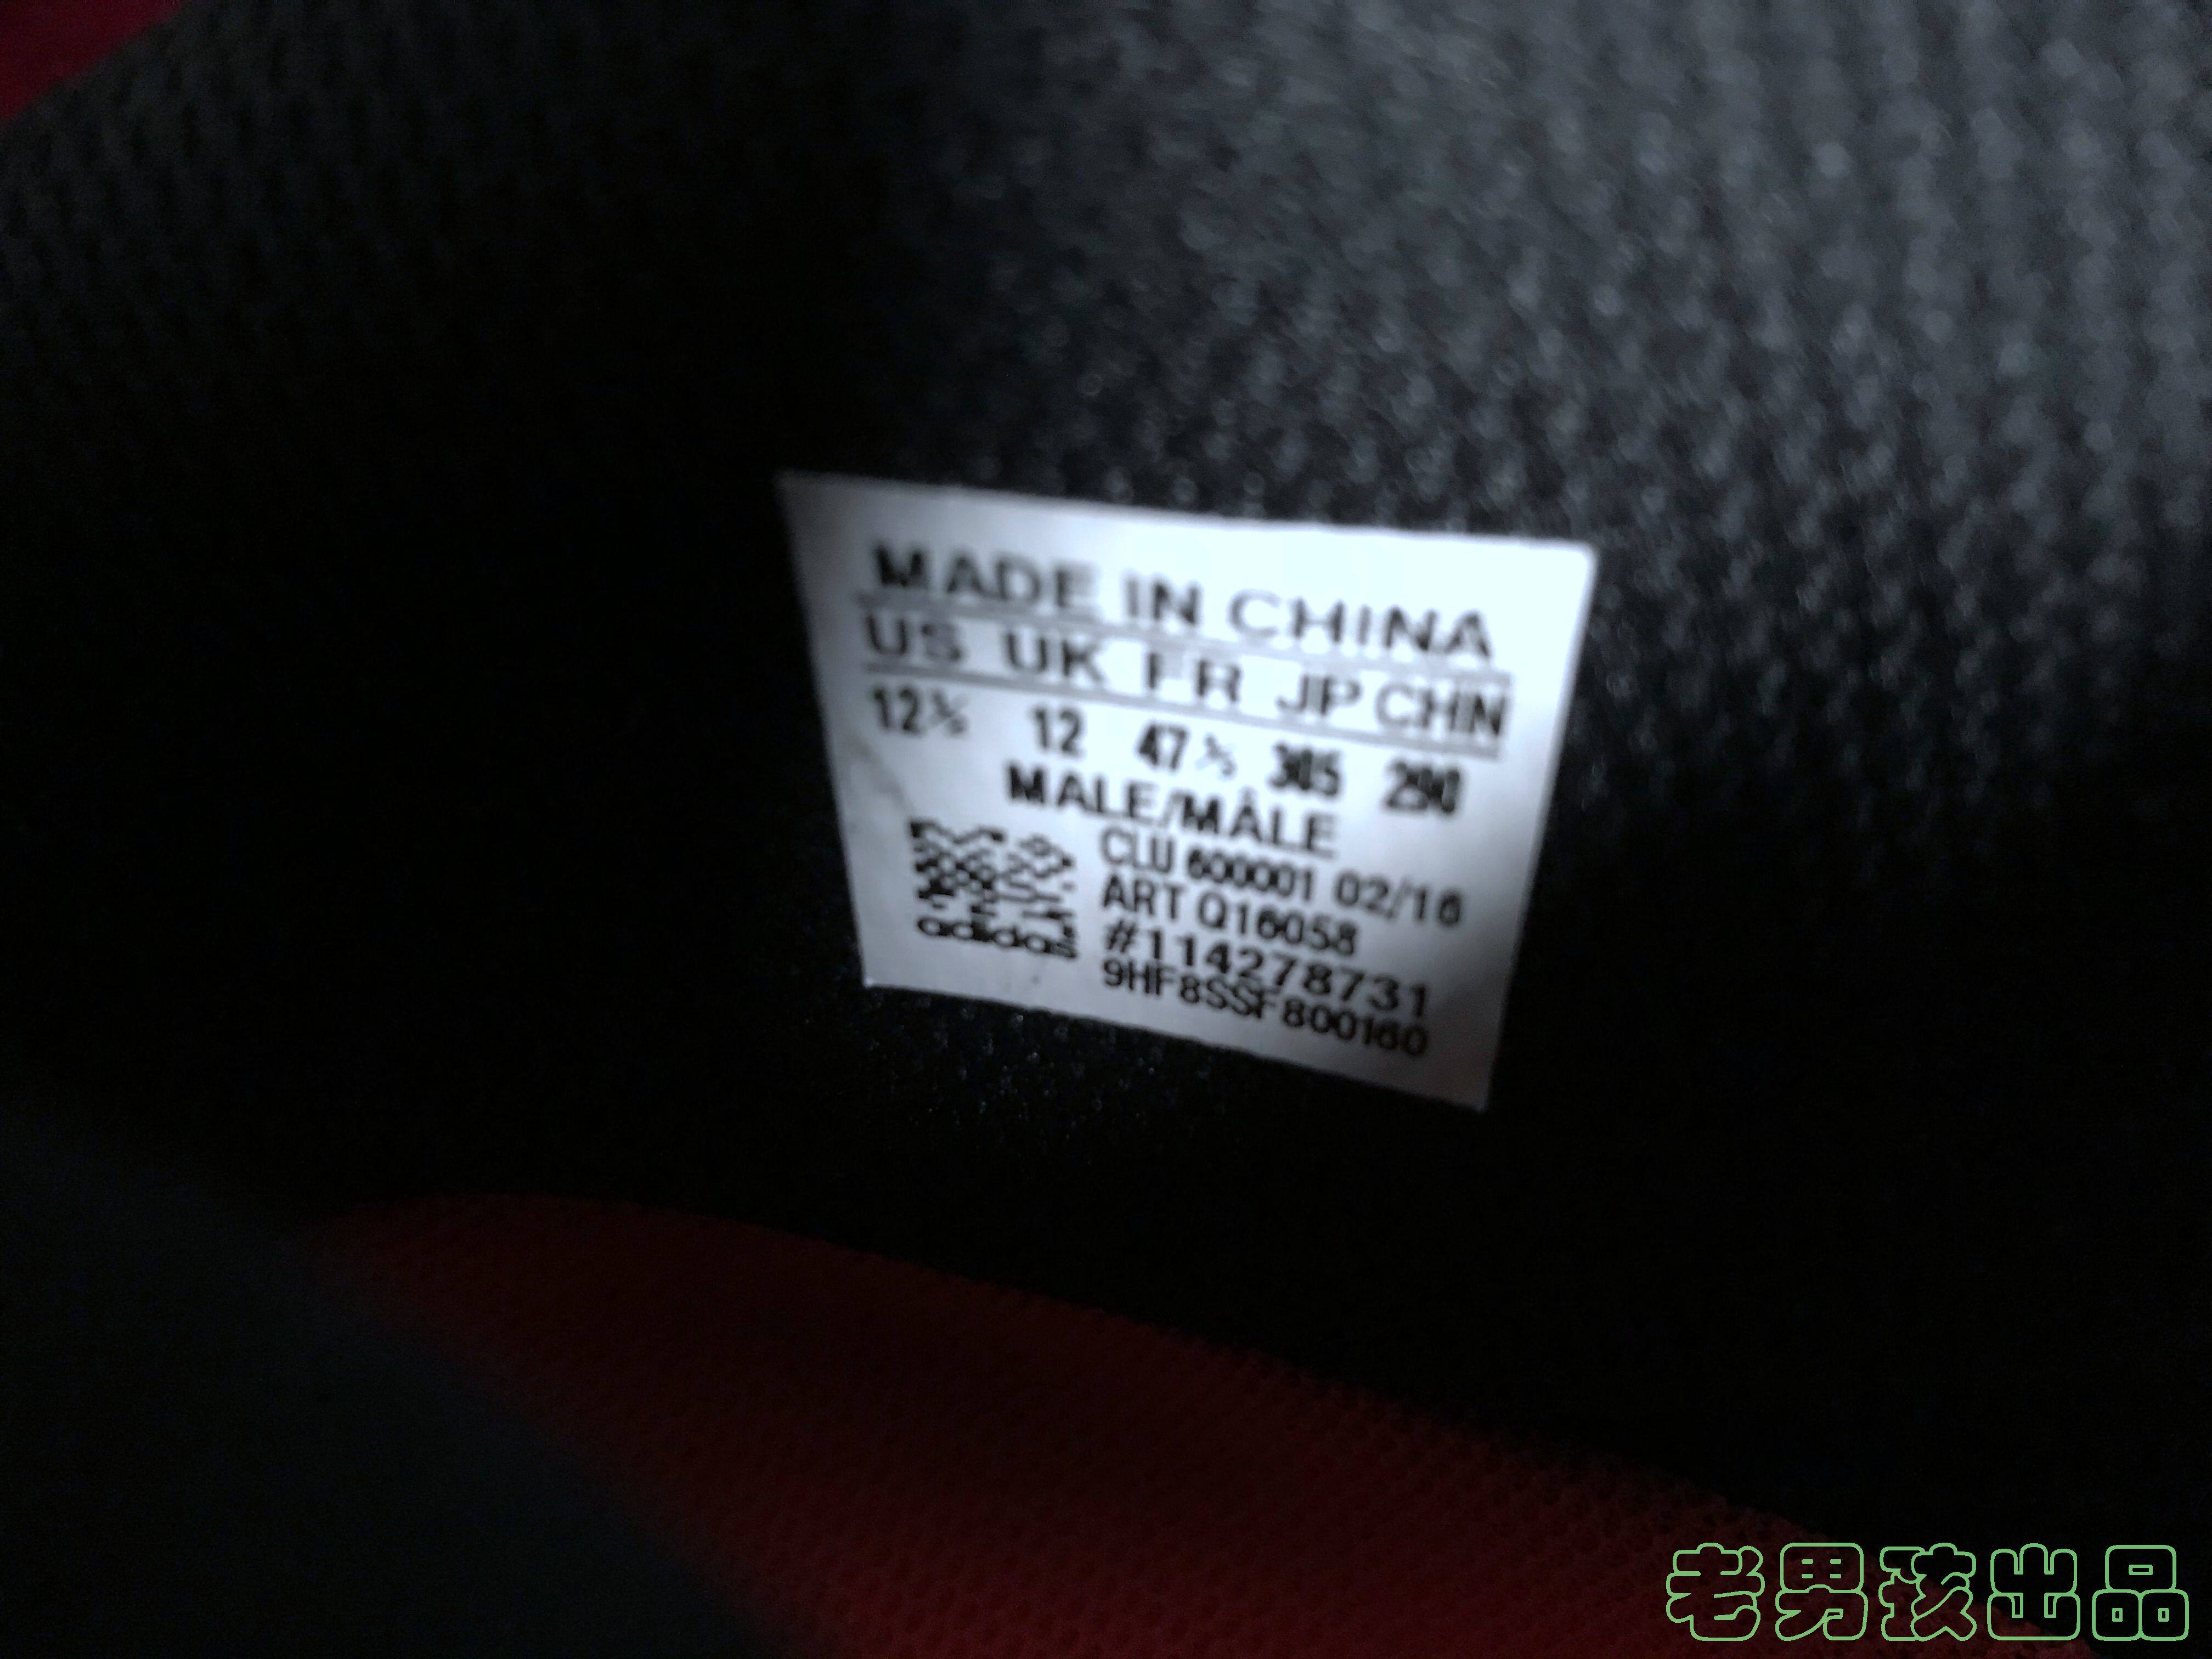 MADE IN CHINA
US UK FR JP CHN
12½ 12 47⅓ 305 290
MALE/MÂLE
CLU 600001 02/16
ART Q16058
#114278731
9HF8SSF800160
adidas
老男孩出品